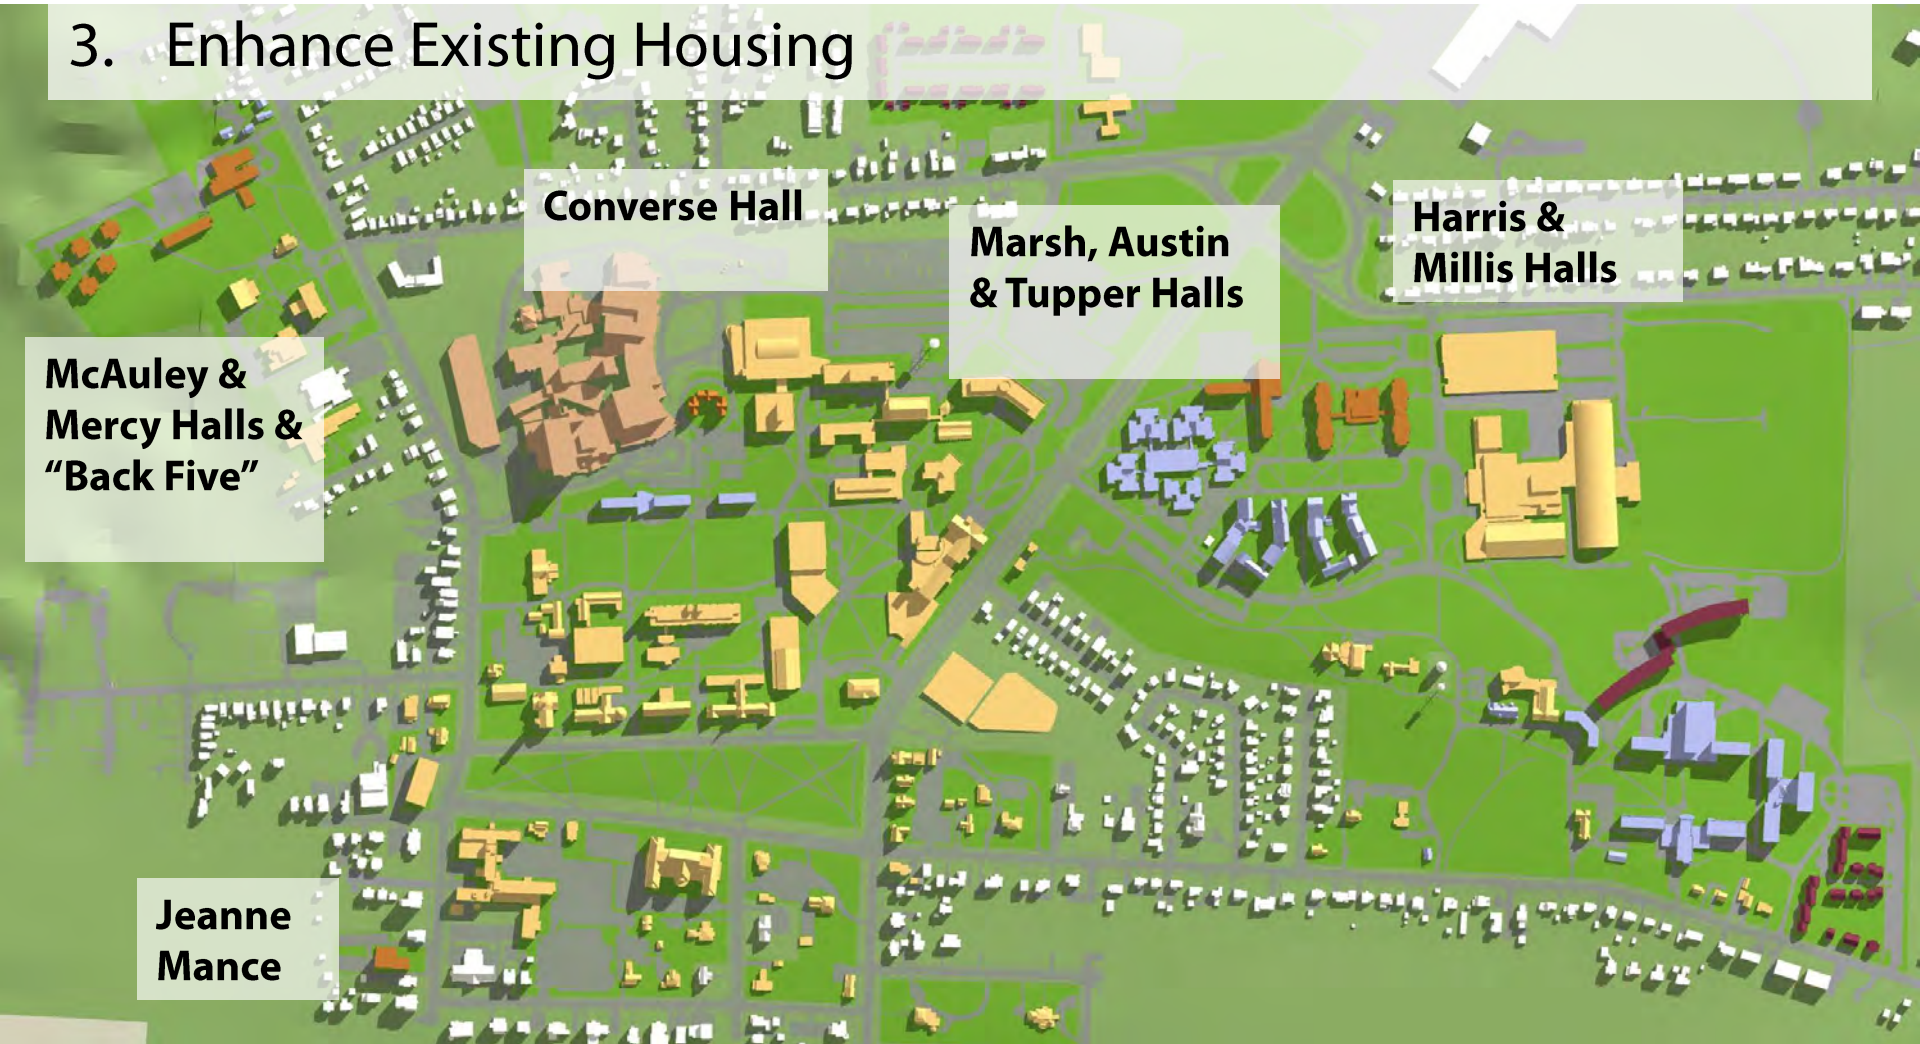 3. Enhance Existing Housing
Converse Hall
Marsh, Austin
& Tupper Halls
Harris &
Millis Halls
McAuley &
Mercy Halls &
“Back Five”
Jeanne
Mance